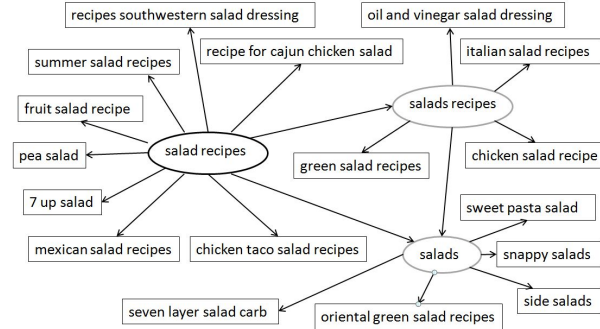 recipes southwestern salad dressing
oil and vinegar salad dressing
recipe for cajun chicken salad
italian salad recipes
summer salad recipes
fruit salad recipe
salads recipes
pea salad
salad recipes
green salad recipes
chicken salad recipe
7 up salad
sweet pasta salad
mexican salad recipes
chicken taco salad recipes
salads
snappy salads
side salads
seven layer salad carb
oriental green salad recipes